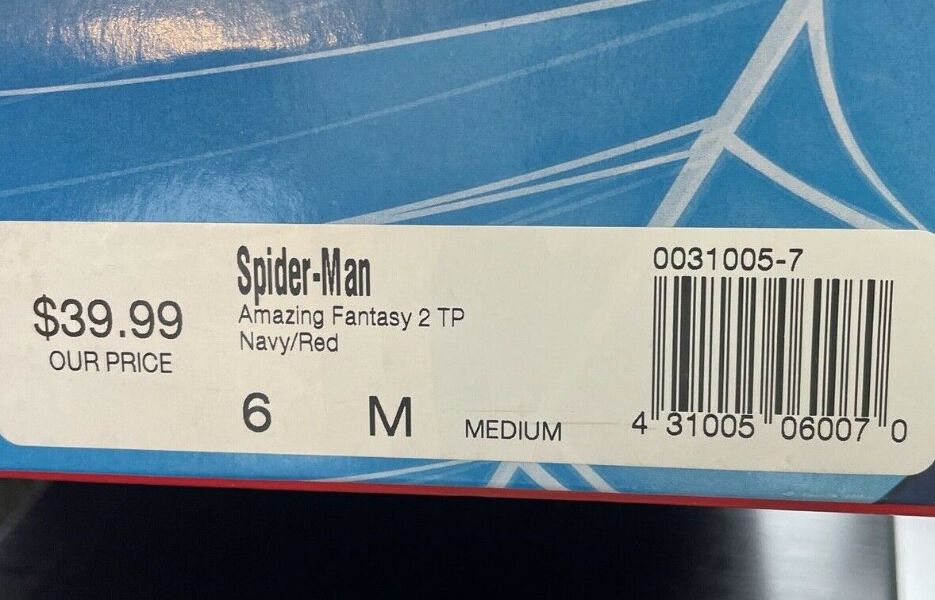 $39.99
OUR PRICE
Spider-Man
Amazing Fantasy 2 TP
Navy/Red
6 M MEDIUM
0031005-7
4 31005 06007 0